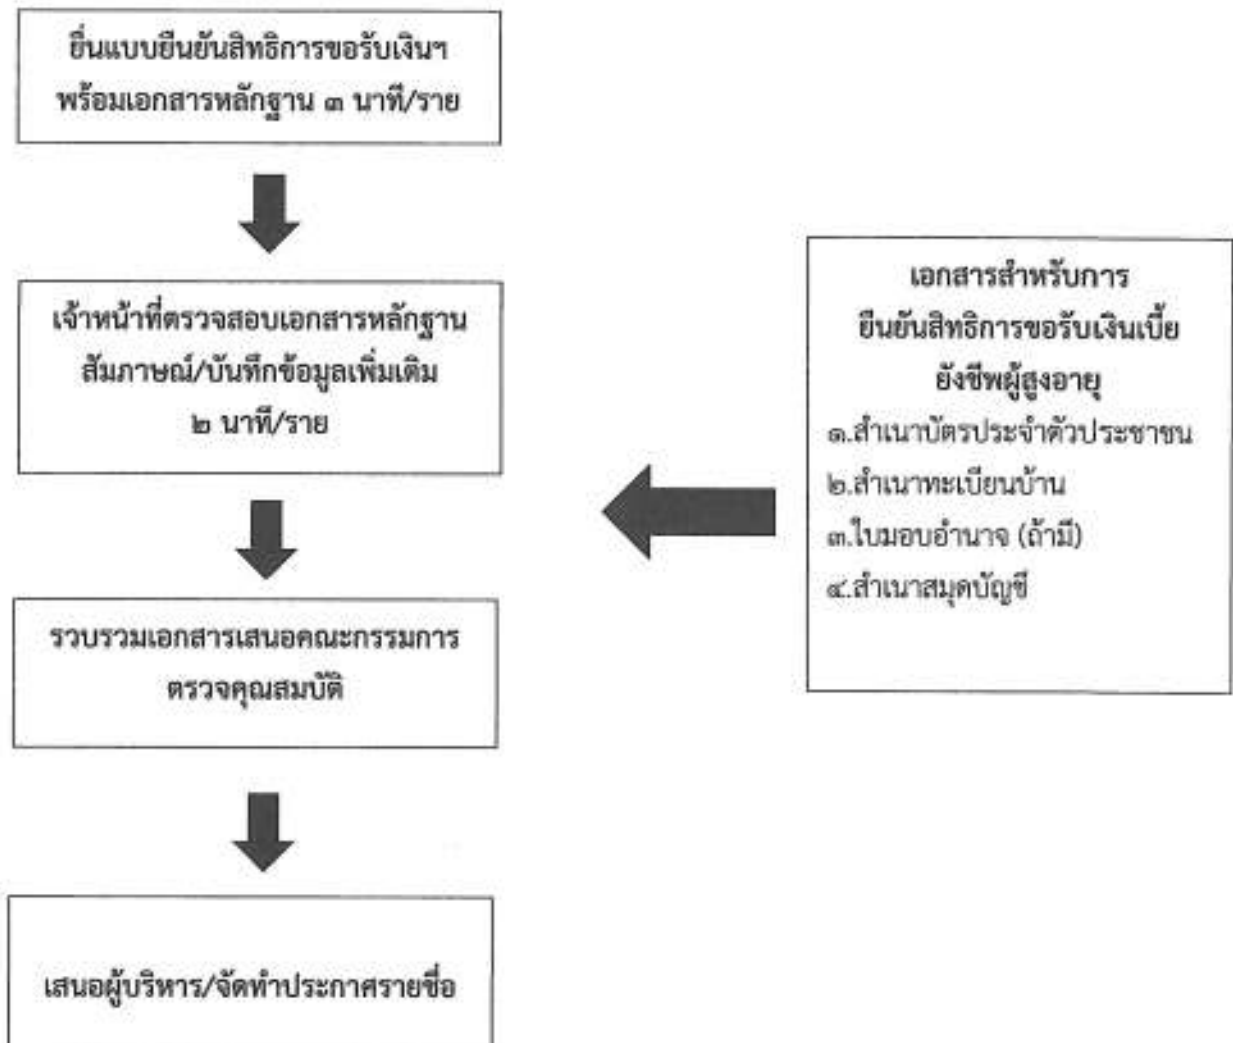 ยื่นแบบยืนยันสิทธิการขอรับเงินฯ
พร้อมเอกสารหลักฐาน ๓ นาที/ราย
เจ้าหน้าที่ตรวจสอบเอกสารหลักฐาน
สัมภาษณ์/บันทึกข้อมูลเพิ่มเติม
๒ นาที/ราย
รวบรวมเอกสารเสนอคณะกรรมการ
ตรวจคุณสมบัติ
เสนอผู้บริหาร/จัดทำประกาศรายชื่อ
เอกสารสำหรับการ
ยืนยันสิทธิการขอรับเงินเบี้ย
ยังชีพผู้สูงอายุ
๑.สำเนาบัตรประจำตัวประชาชน
๒.สำเนาทะเบียนบ้าน
๓.ใบมอบอำนาจ (ถ้ามี)
๔.สำเนาสมุดบัญชี